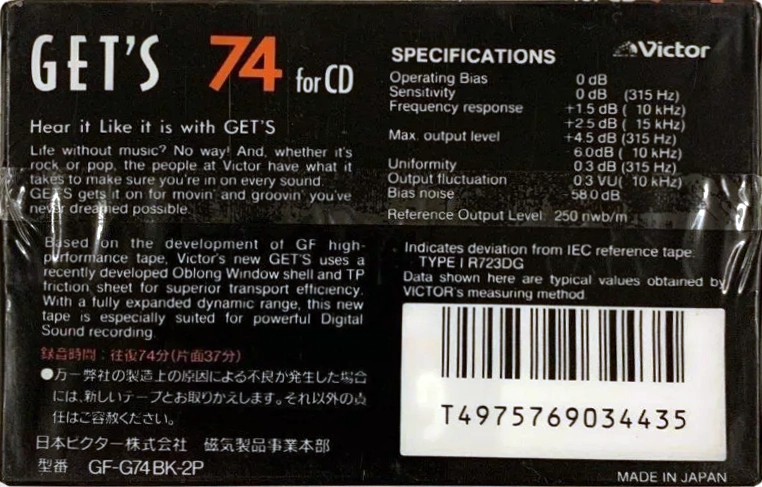 GET'S 74 for CD
Hear it Like it is with GET'S
Life without music? No way! And, whether it's
rock or pop, the people at Victor have what it
takes to make sure you're in on every sound.
GET'S gets it on for movin' and groovin' you've
never dreamed possible.
Based on the development of GF high-
performance tape, Victor's new GET'S uses a
recently developed Oblong Window shell and TP
friction sheet for superior transport efficiency.
With a fully expanded dynamic range, this new
tape is especially suited for powerful Digital
Sound recording.
録音時間：往復74分(片面37分)
●万一弊社の製造上の原因による不良が発生した場合
には、新しいテープとお取りかえします。それ以外の責
任はご容赦ください。
日本ビクター株式会社 磁気製品事業本部
型番 GF-G74BK-2P
Victor
SPECIFICATIONS
Operating Bias 0 dB
Sensitivity 0 dB (315 Hz)
Frequency response +1.5 dB ( 10 kHz)
+2.5 dB ( 15 kHz)
Max. output level +4.5 dB (315 Hz)
6.0dB ( 10 kHz)
Uniformity 0.3 dB (315 Hz)
Output fluctuation 0.3 VU( 10 kHz)
Bias noise 58.0 dB
Reference Output Level: 250 nwb/m
Indicates deviation from IEC reference tape
TYPE I R723DG
Data shown here are typical values obtained by
VICTOR's measuring method
T4975769034435
MADE IN JAPAN